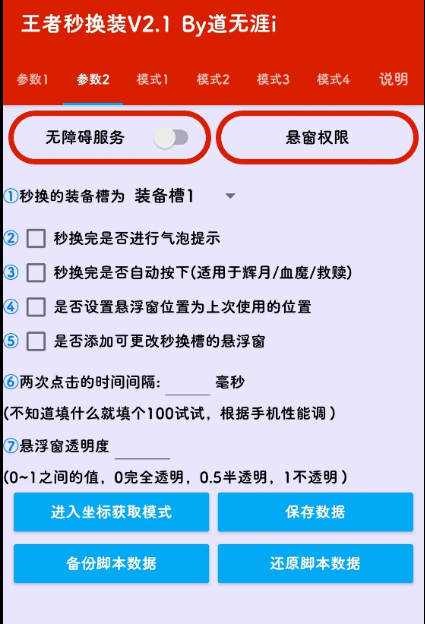 王者秒换装V2.1 By道无涯i
参数1 参数2 模式1 模式2 模式3 模式4 说明
无障碍服务 悬窗权限
①秒换的装备槽为 装备槽1
② 秒换完是否进行气泡提示
③ 秒换完是否自动按下(适用于辉月/血魔/救赎)
④ 是否设置悬浮窗位置为上次使用的位置
⑤ 是否添加可更改秒换槽的悬浮窗
⑥两次点击的时间间隔: 毫秒
(不知道填什么就填个100试试，根据手机性能调)
⑦悬浮窗透明度
(0~1之间的值，0完全透明，0.5半透明，1不透明)
进入坐标获取模式 保存数据
备份脚本数据 还原脚本数据